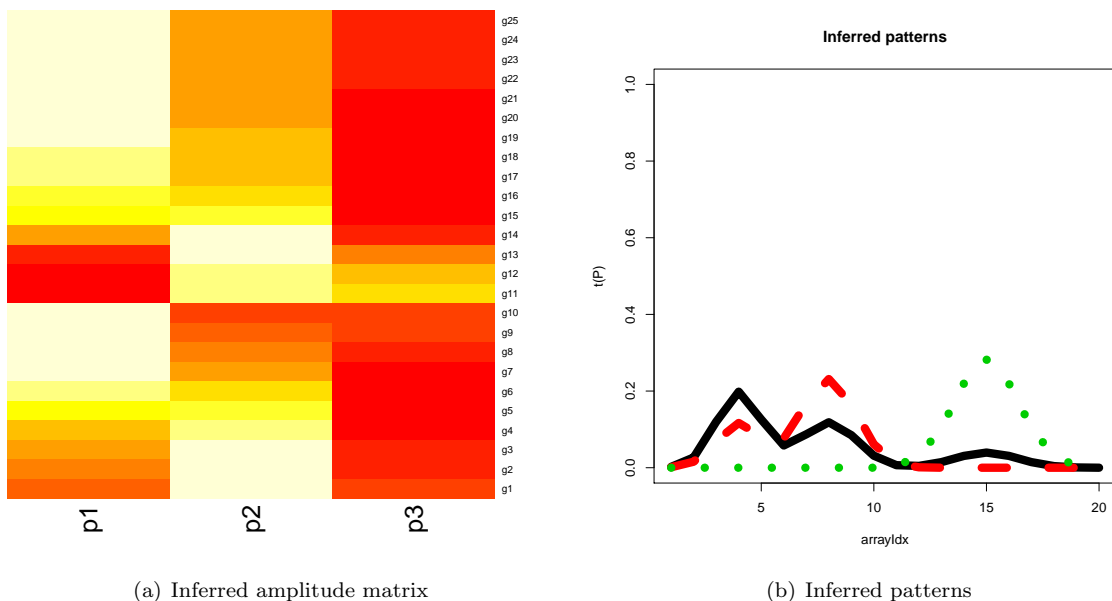 g25
g24
g23
g22
g21
g20
g19
g18
g17
g16
g15
g14
g13
g12
g11
g10
g9
g8
g7
g6
g5
g4
g3
g2
g1
p1 p2 p3
(a) Inferred amplitude matrix
Inferred patterns
t(P)
1.0
0.8
0.6
0.4
0.2
0.0
5 10 15 20
arrayIdx
(b) Inferred patterns